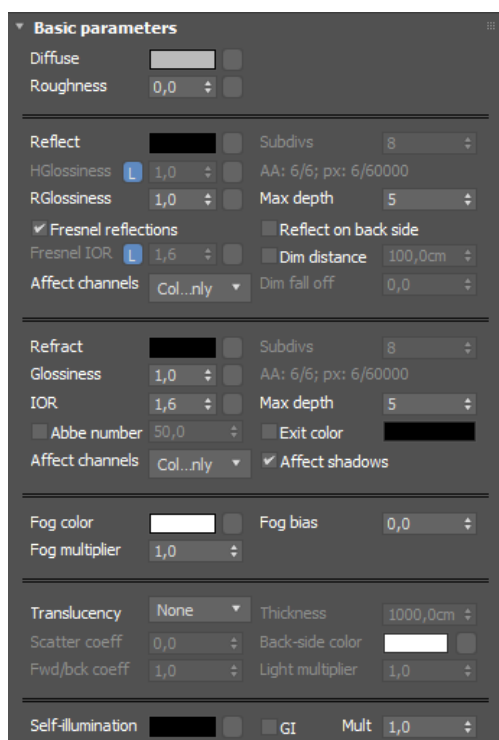 Basic parameters
Diffuse
Roughness 0,0
Reflect Subdivs 8
HGlossiness L 1,0 AA: 6/6; px: 6/60000
RGlossiness 1,0 Max depth 5
Fresnel reflections Reflect on back side
Fresnel IOR L 1,6 Dim distance 100,0cm
Affect channels Col...nly Dim fall off 0,0
Refract Subdivs 8
Glossiness 1,0 AA: 6/6; px: 6/60000
IOR 1,6 Max depth 5
Abbe number 50,0 Exit color
Affect channels Col...nly Affect shadows
Fog color Fog bias 0,0
Fog multiplier 1,0
Translucency None Thickness 1000,0cm
Scatter coeff 0,0 Back-side color
Fwd/bck coeff 1,0 Light multiplier 1,0
Self-illumination GI Mult 1,0